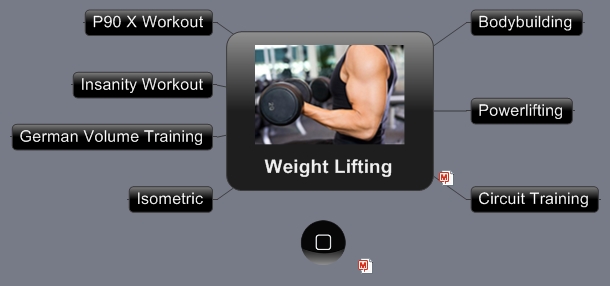 P90 X Workout
Insanity Workout
German Volume Training
Isometric
Weight Lifting
Bodybuilding
Powerlifting
Circuit Training
M
M